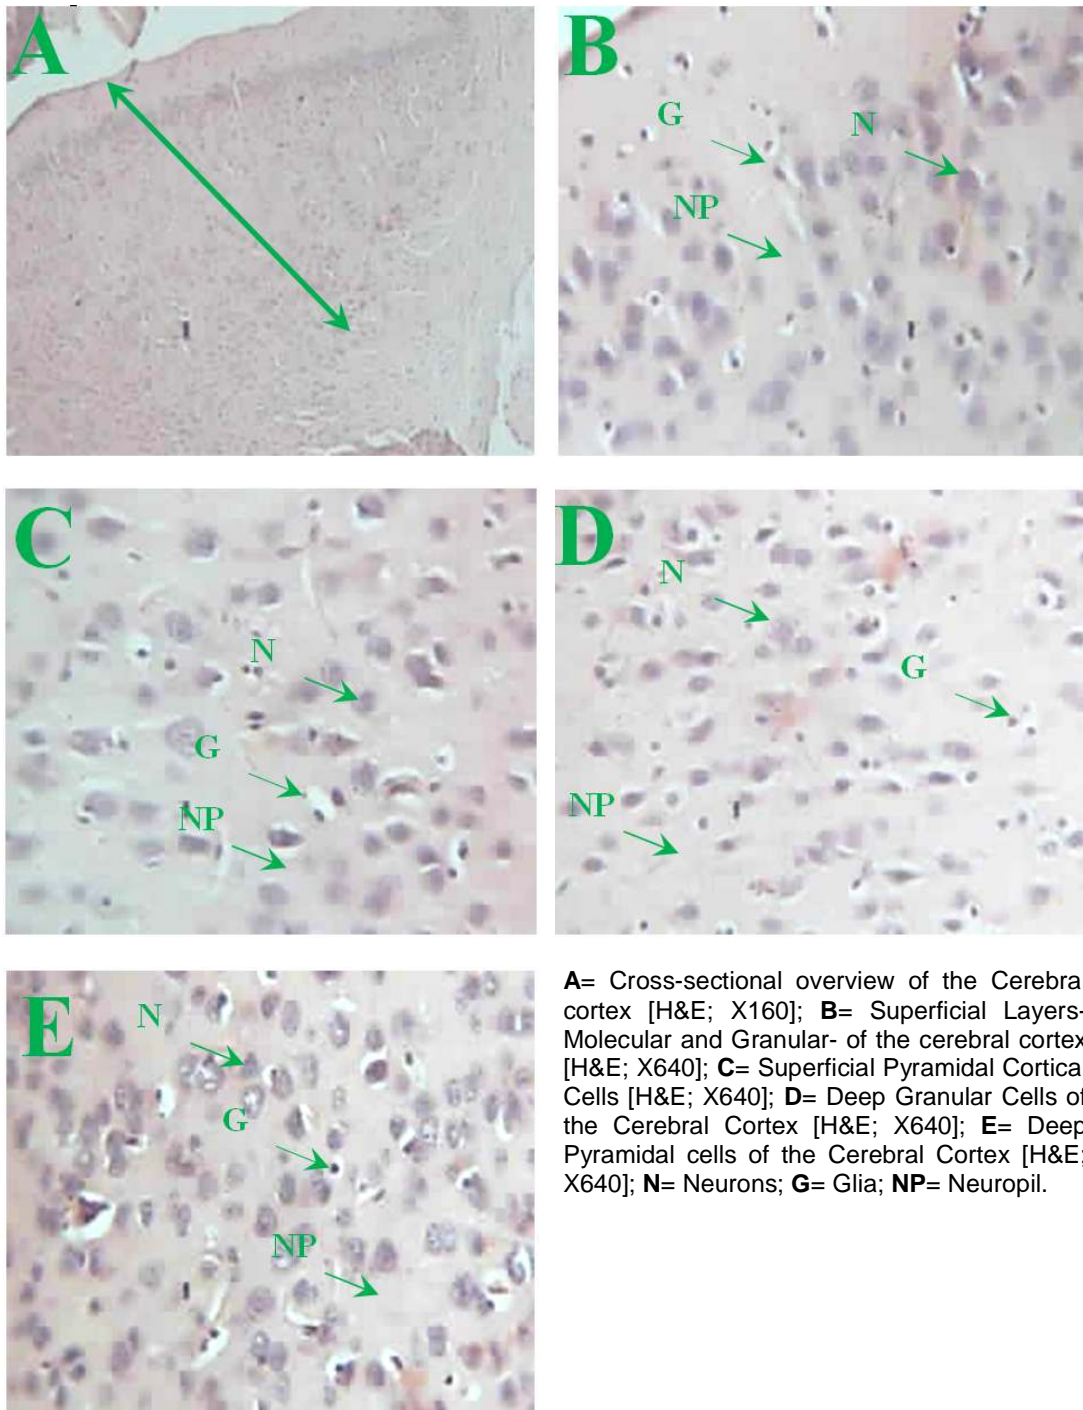 A
B
G
N
NP
C
N
G
NP
D
N
G
NP
E
N
G
NP
A= Cross-sectional overview of the Cerebra
cortex [H&E; X160]; B= Superficial Layers-
Molecular and Granular- of the cerebral cortex
[H&E; X640]; C= Superficial Pyramidal Cortica
Cells [H&E; X640]; D= Deep Granular Cells of
the Cerebral Cortex [H&E; X640]; E= Deep
Pyramidal cells of the Cerebral Cortex [H&E;
X640]; N= Neurons; G= Glia; NP= Neuropil.